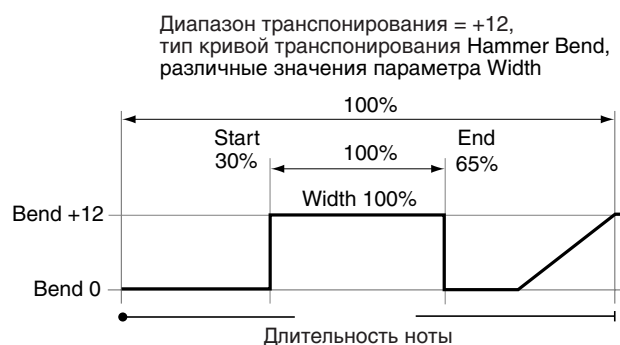 Диапазон транспонирования = +12,
тип кривой транспонирования Hammer Bend,
различные значения параметра Width
100%
Start
30%
100%
End
65%
Width 100%
Bend +12
Bend 0
Длительность ноты